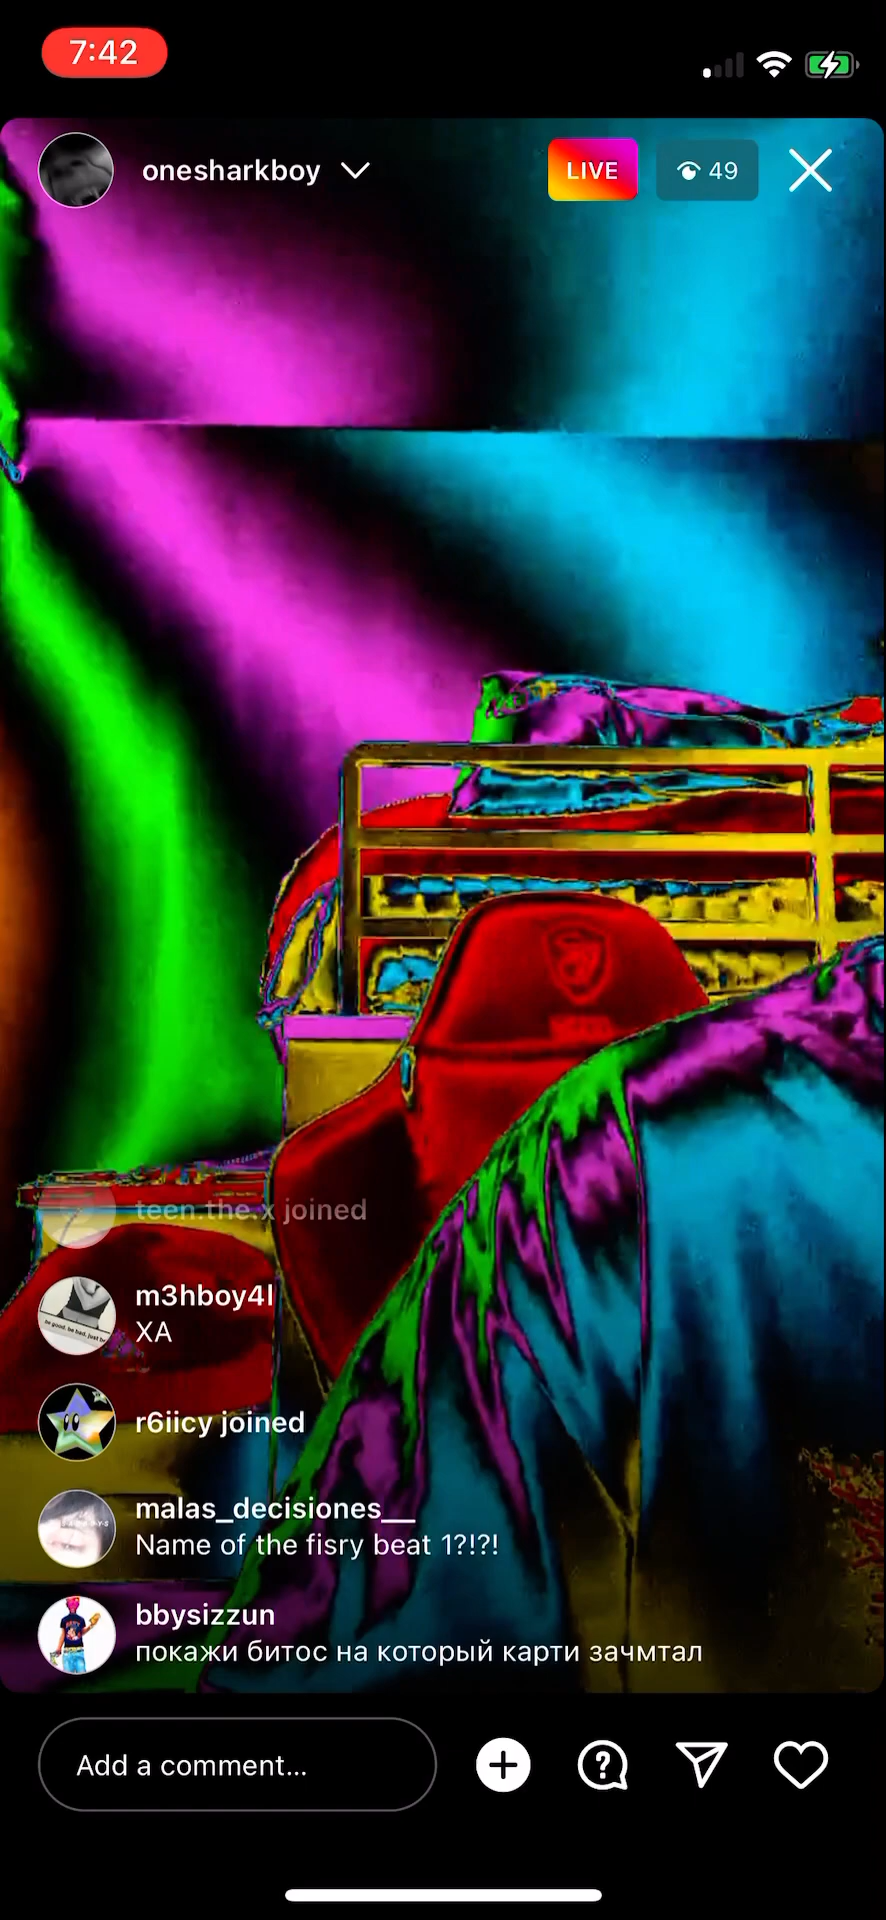 7:42
onesharkboy
LIVE
49
teen.the.x joined
m3hboy4l
XA
r6iicy joined
malas_decisiones__
Name of the fisry beat 1?!?!
bbysizzun
покажи битос на который карти зачмтал
Add a comment...